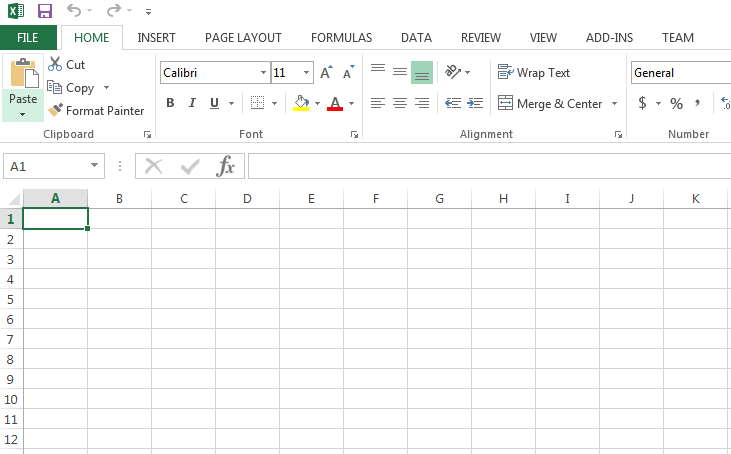 FILE HOME INSERT PAGE LAYOUT FORMULAS DATA REVIEW VIEW ADD-INS TEAM
Paste
Cut
Copy
Format Painter
Clipboard
Calibri 11 A A
B I U A
Font
Wrap Text
Merge & Center
Alignment
General
$ % , .0
Number
A1 fx
A B C D E F G H I J K
1
2
3
4
5
6
7
8
9
10
11
12